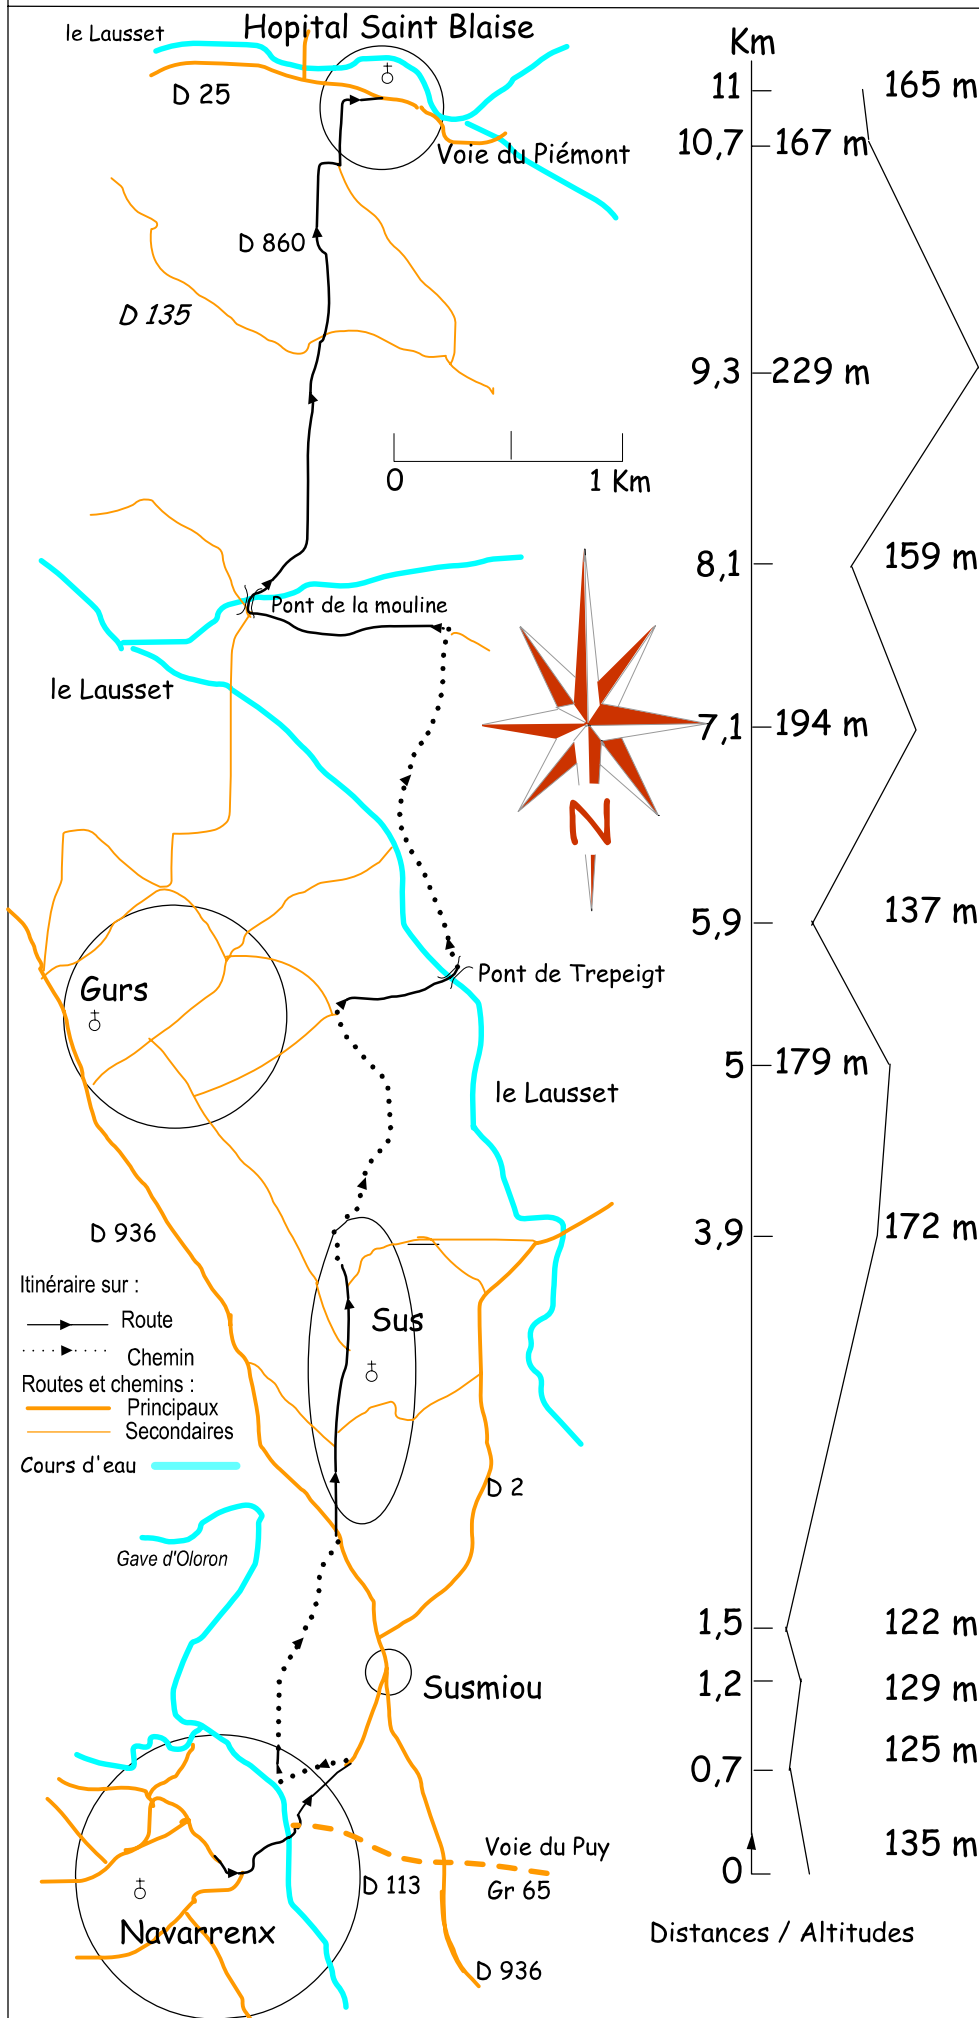 le Lausset
Hopital Saint Blaise
Km
D 25
11
165 m
10,7
167 m
Voie du Piémont
D 860
D 135
9,3
229 m
0
1 Km
8,1
159 m
Pont de la mouline
le Lausset
7,1
194 m
N
5,9
137 m
Pont de Trepeigt
Gurs
5
179 m
le Lausset
D 936
3,9
172 m
Itinéraire sur :
Route
Sus
Chemin
Routes et chemins :
Principaux
Secondaires
Cours d'eau
D 2
Gave d'Oloron
1,5
122 m
Susmiou
1,2
129 m
0,7
125 m
Voie du Puy
135 m
0
D 113
Gr 65
Navarrenx
Distances / Altitudes
D 936